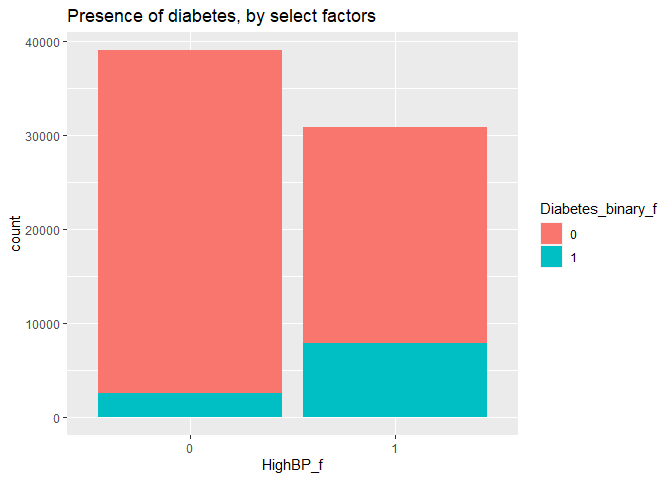 Presence of diabetes, by select factors
40000
30000
20000
10000
0
count
0 1
HighBP_f
Diabetes_binary_f
0
1